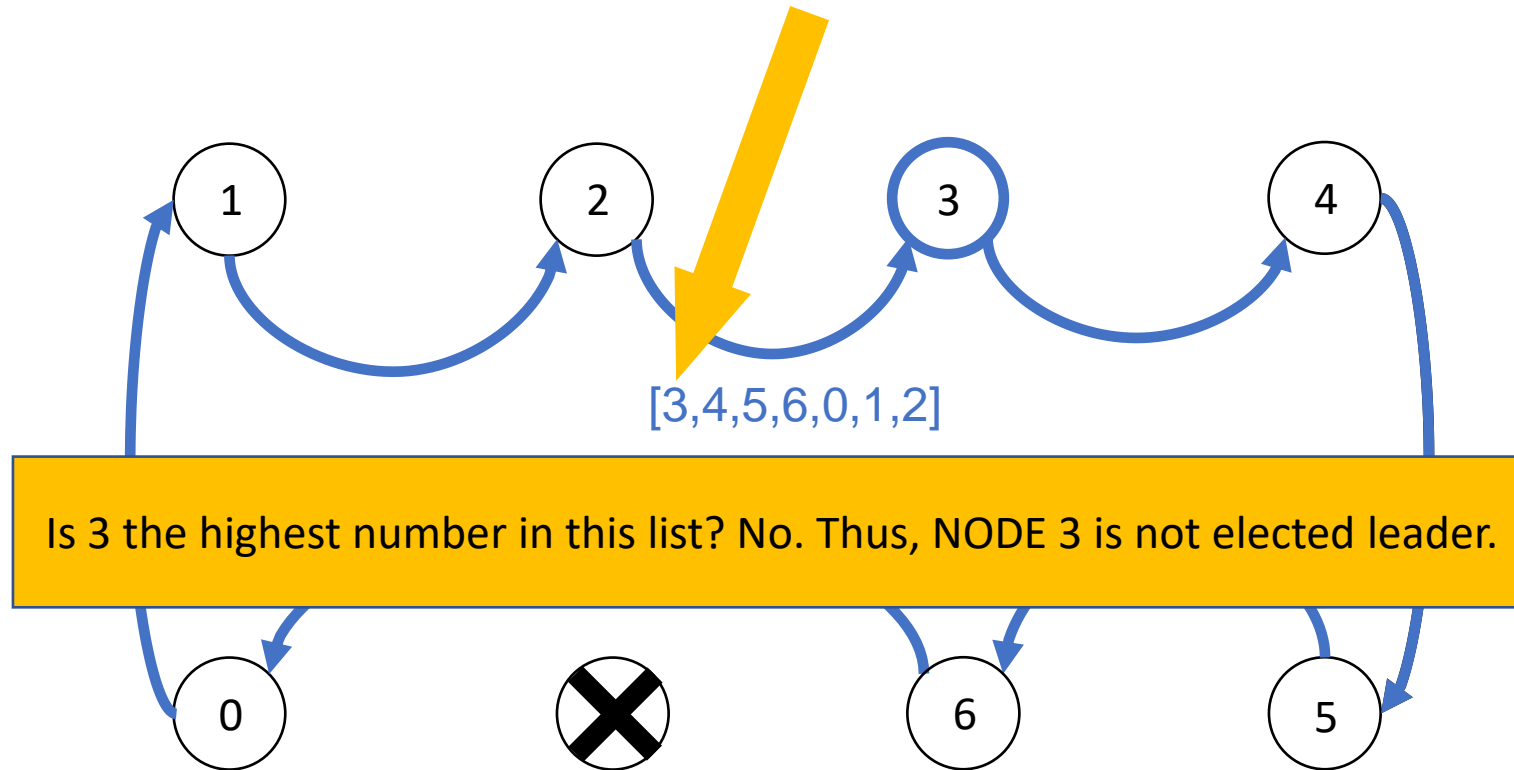 1 2 3 4
[3,4,5,6,0,1,2]
Is 3 the highest number in this list? No. Thus, NODE 3 is not elected leader.
0 6 5